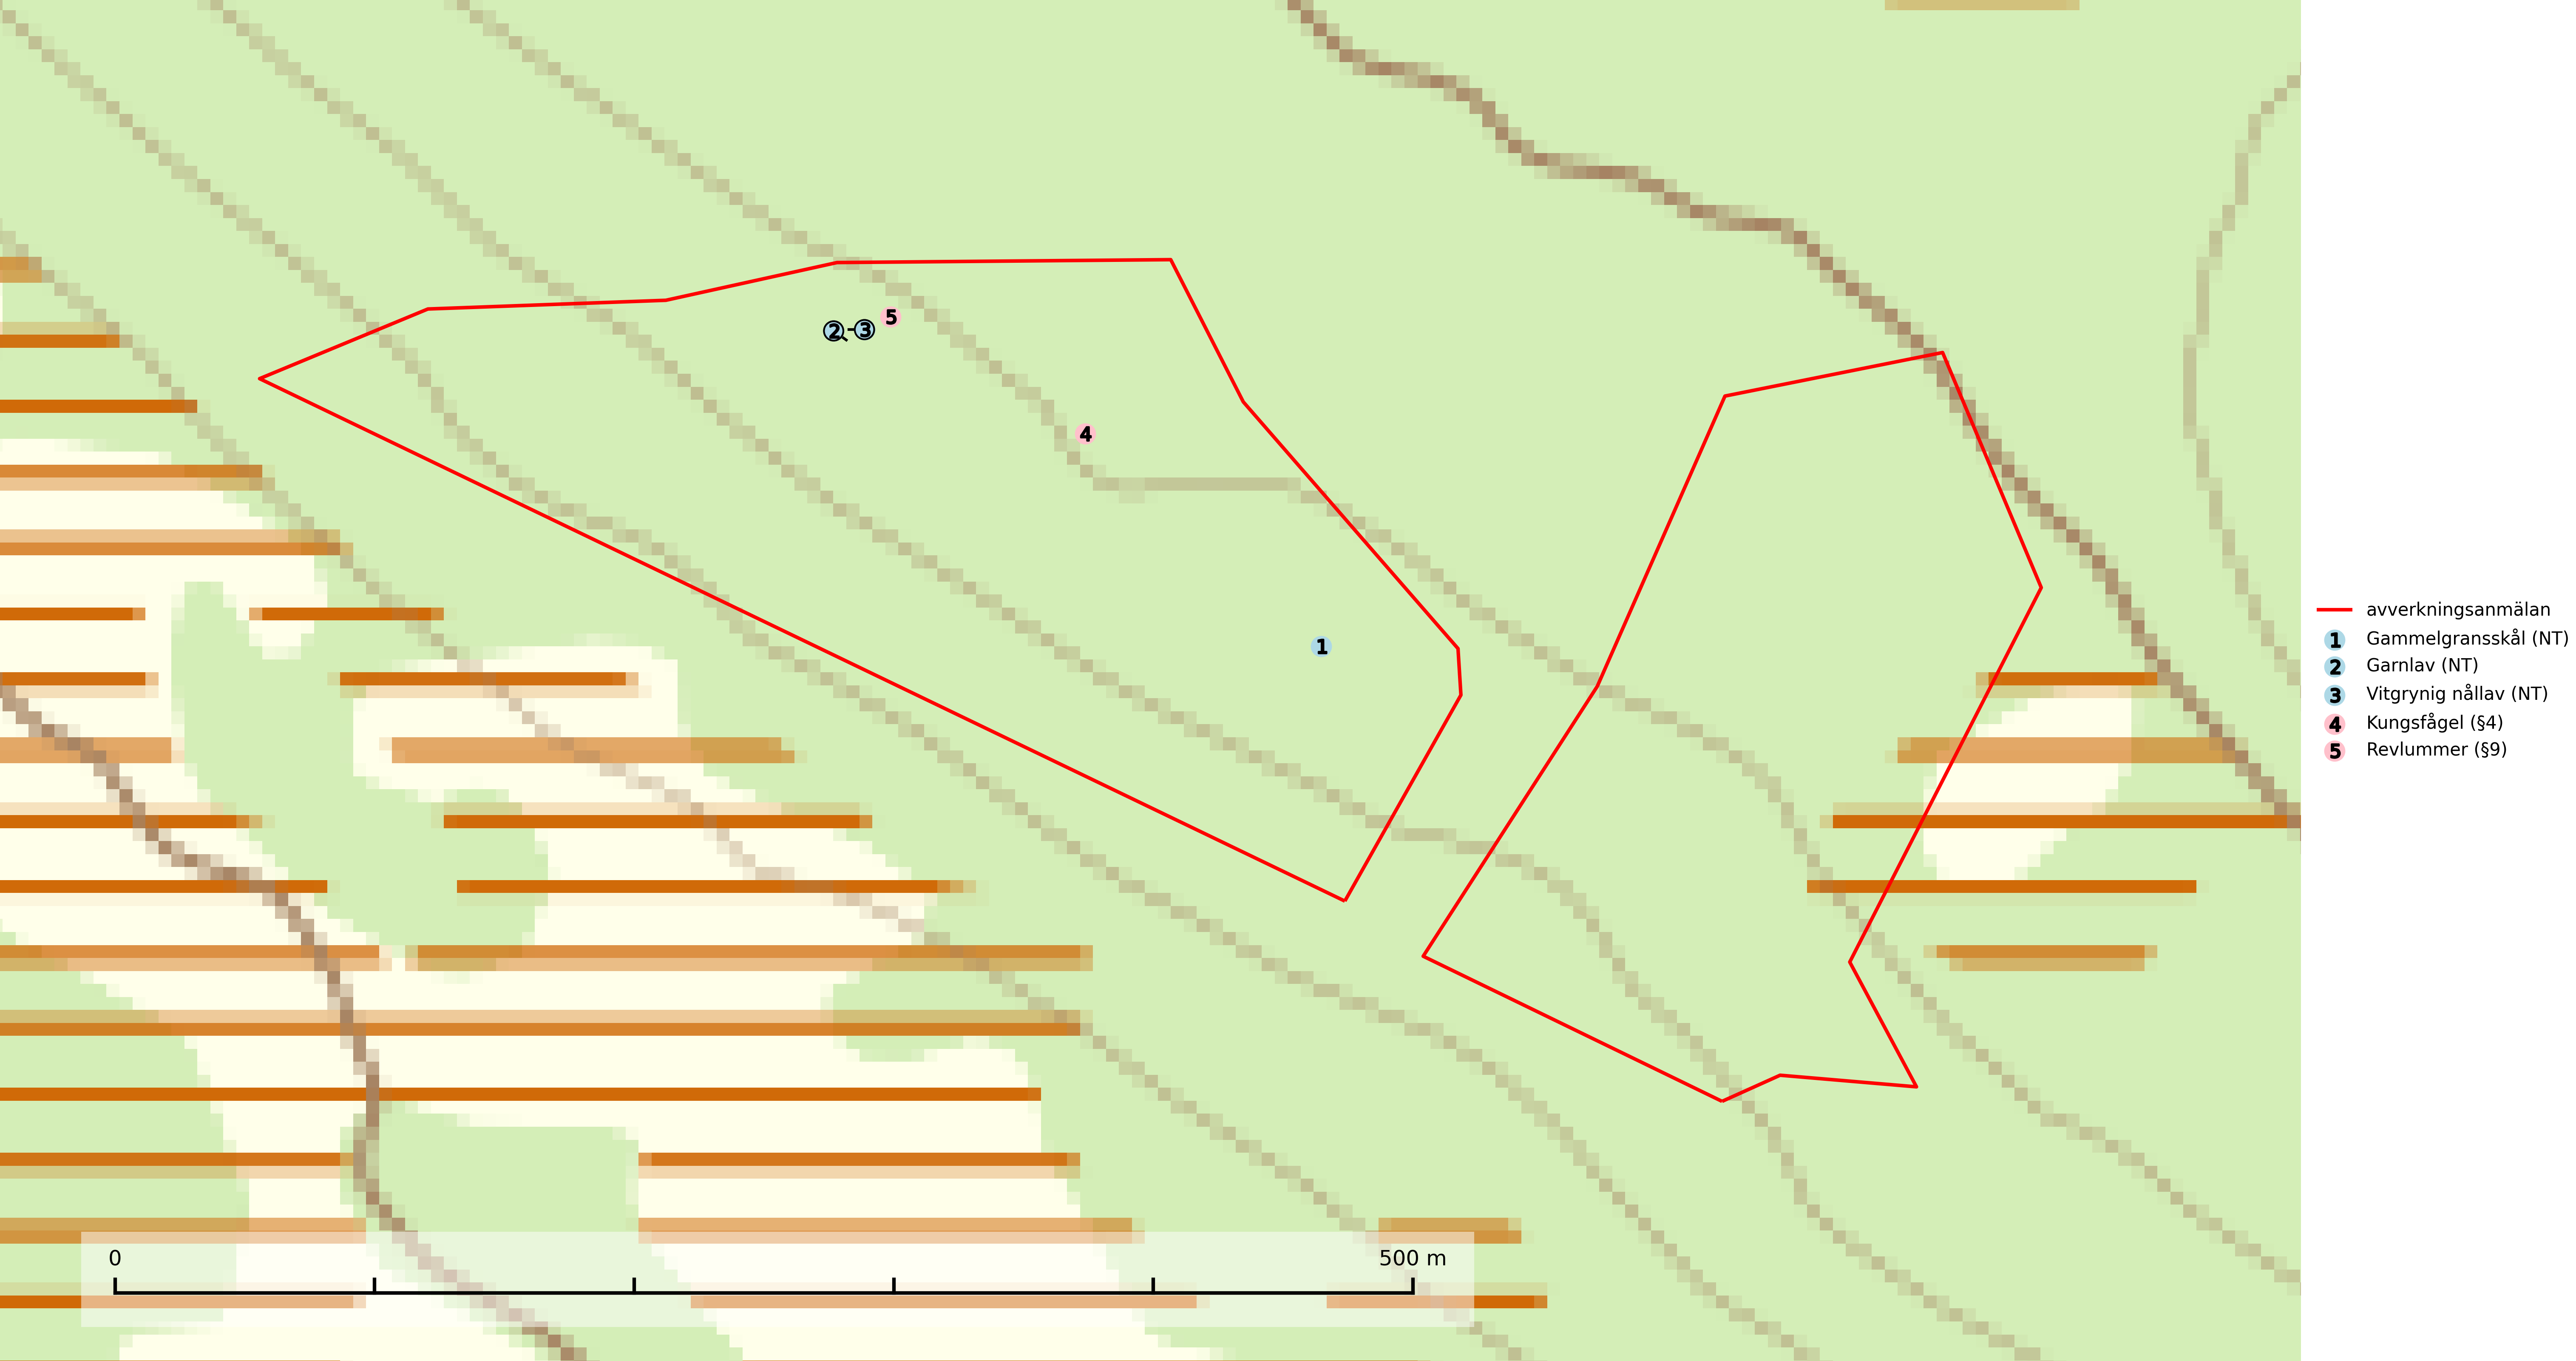 2
3
5
4
1
avverkningsanmälan
1 Gammelgransskål (NT)
2 Garnlav (NT)
3 Vitgrynig nållav (NT)
4 Kungsfågel (§4)
5 Revlummer (§9)
0 500 m